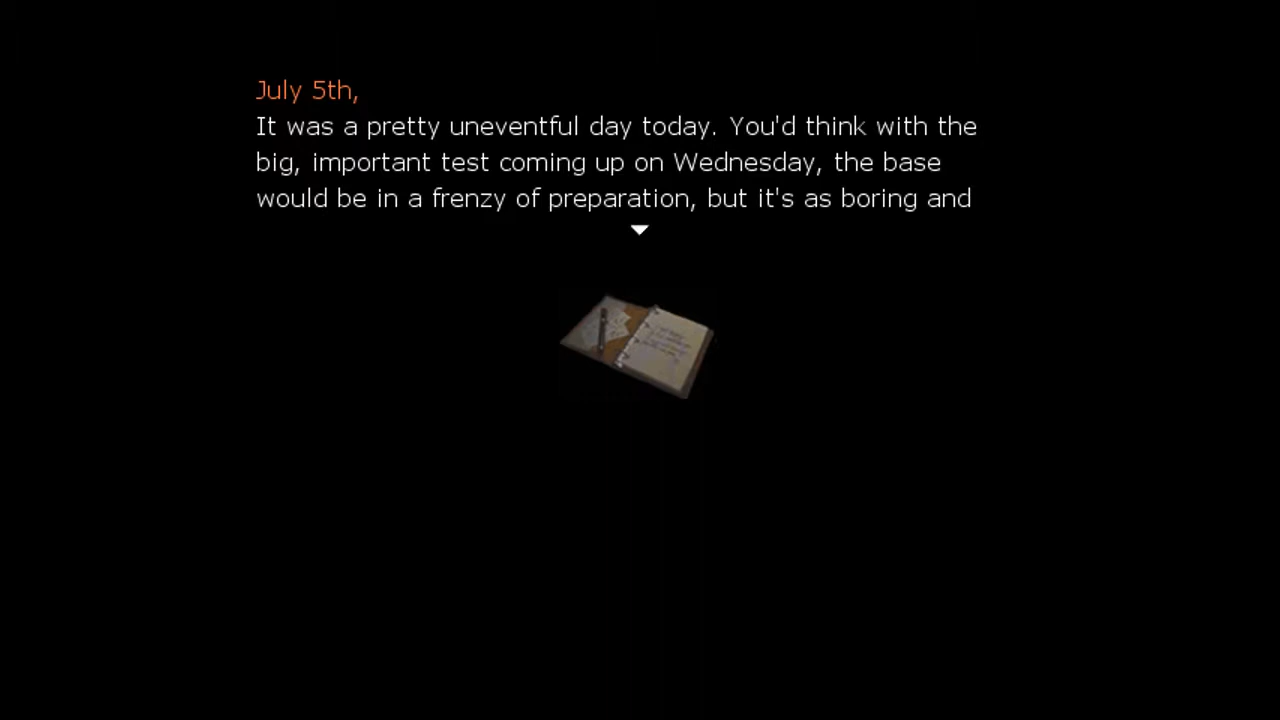 July 5th,
It was a pretty uneventful day today. You'd think with the
big, important test coming up on Wednesday, the base
would be in a frenzy of preparation, but it's as boring and